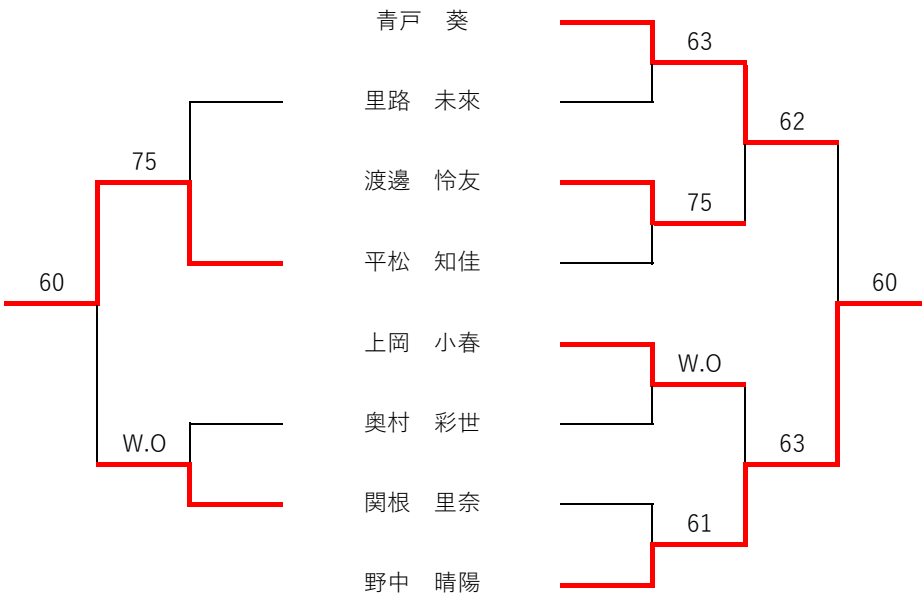 青戸　葵
63
里路　未來
62
75
渡邊　怜友
75
平松　知佳
60
60
上岡　小春
W.O
奥村　彩世
W.O
63
関根　里奈
61
野中　晴陽